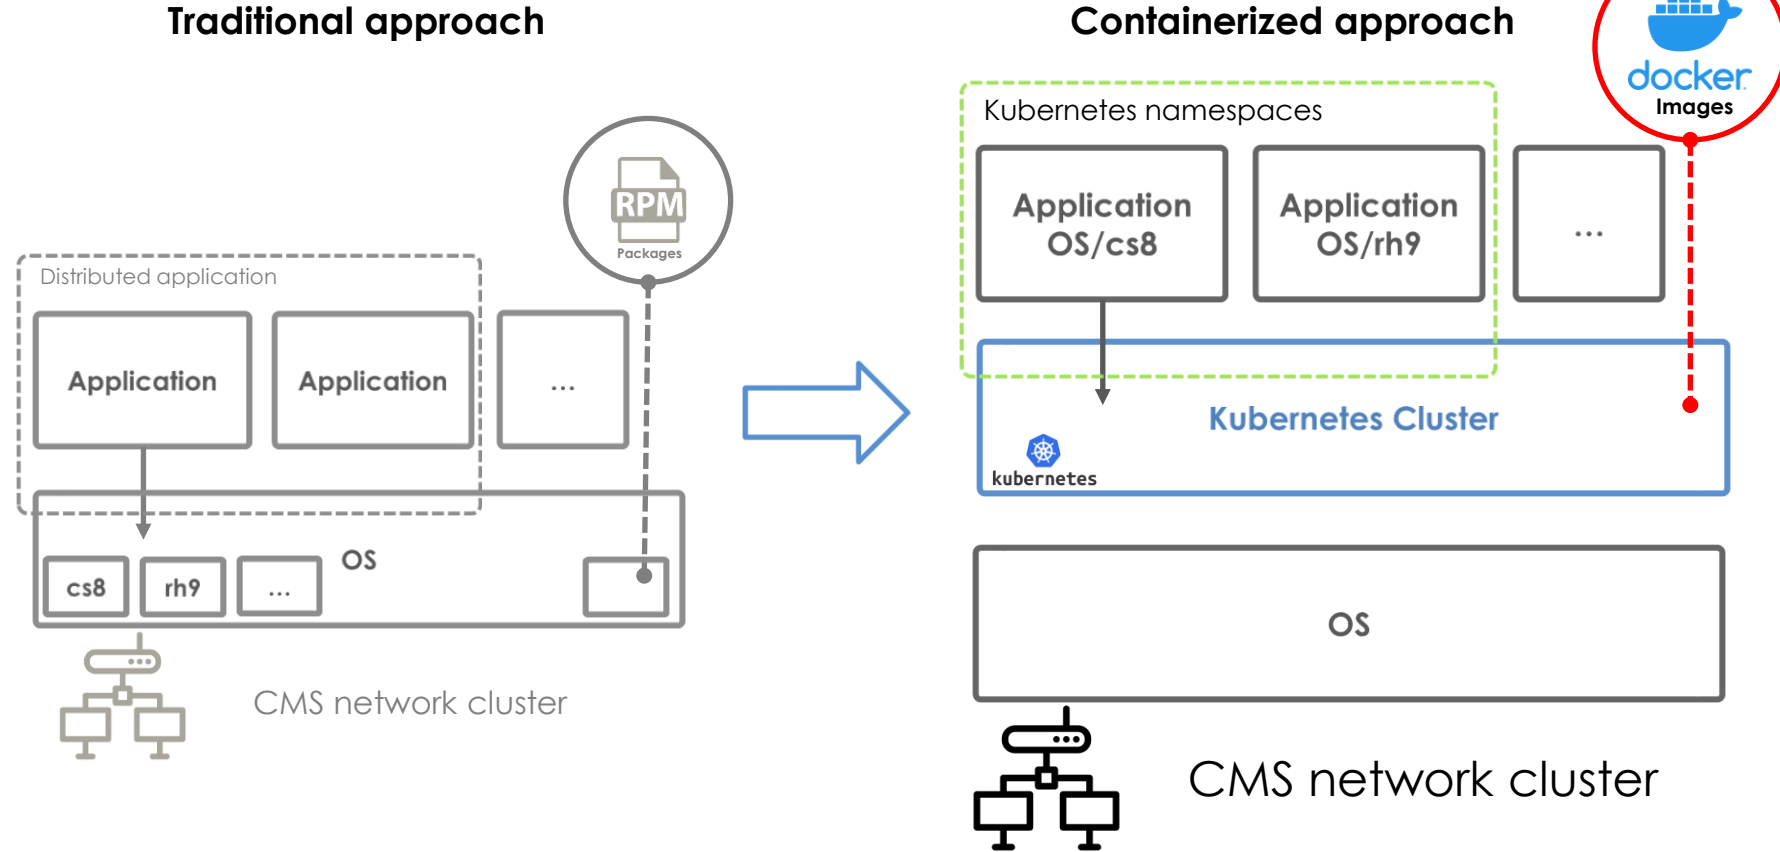 Traditional approach
RPM
Packages
Distributed application
Application
Application
...
OS
cs8
rh9
...
CMS network cluster
Containerized approach
docker
Images
Kubernetes namespaces
Application
OS/cs8
Application
OS/rh9
...
Kubernetes Cluster
kubernetes
OS
CMS network cluster